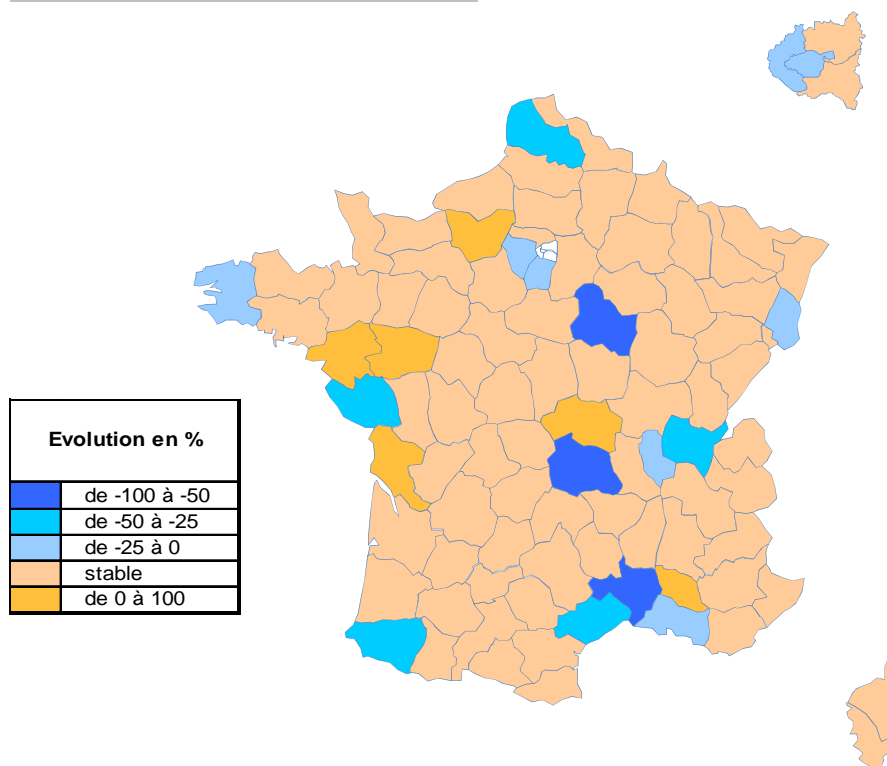 Evolution en %
de -100 à -50
de -50 à -25
de -25 à 0
stable
de 0 à 100